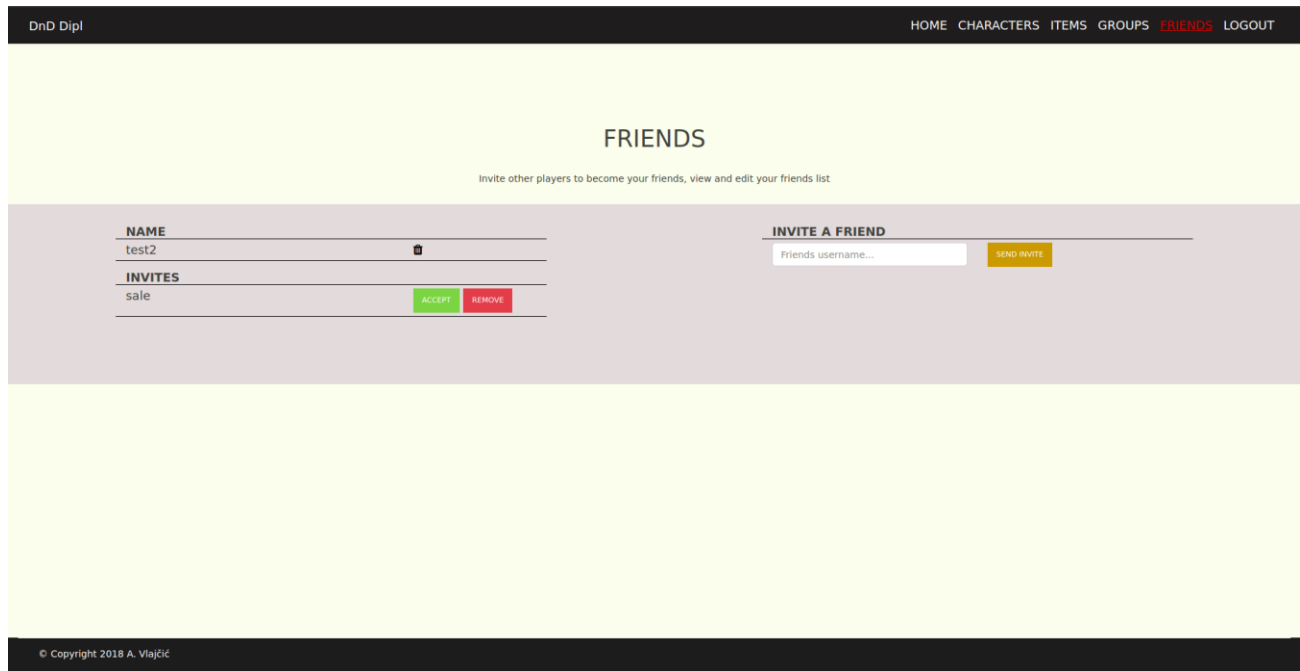 DnD Dipl
HOME CHARACTERS ITEMS GROUPS FRIENDS LOGOUT
FRIENDS
Invite other players to become your friends, view and edit your friends list
NAME
test2
INVITES
sale
ACCEPT REMOVE
INVITE A FRIEND
Friends username...
SEND INVITE
© Copyright 2018 A. Vlajčić